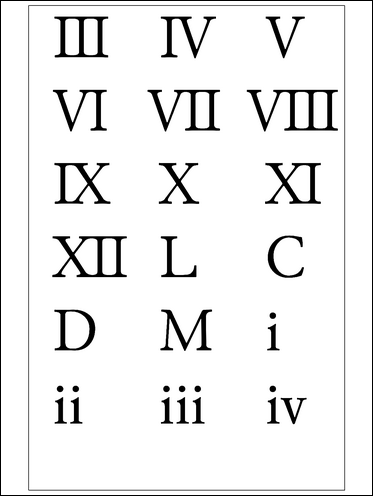 III IV V
VI VII VIII
IX X XI
XII L C
D M i
ii iii iv